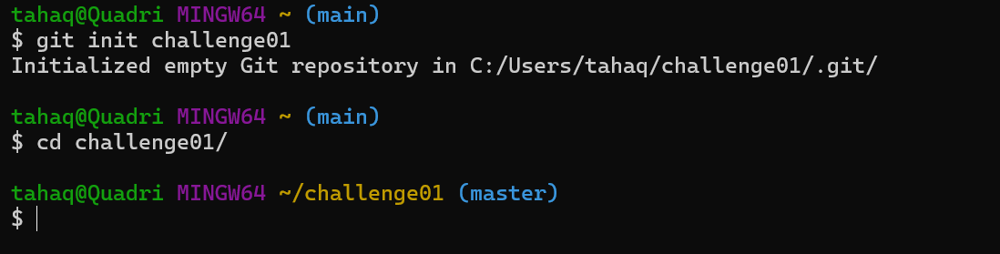 tahaq@Quadri MINGW64 ~ (main)
$ git init challenge01
Initialized empty Git repository in C:/Users/tahaq/challenge01/.git/
tahaq@Quadri MINGW64 ~ (main)
$ cd challenge01/
tahaq@Quadri MINGW64 ~/challenge01 (master)
$